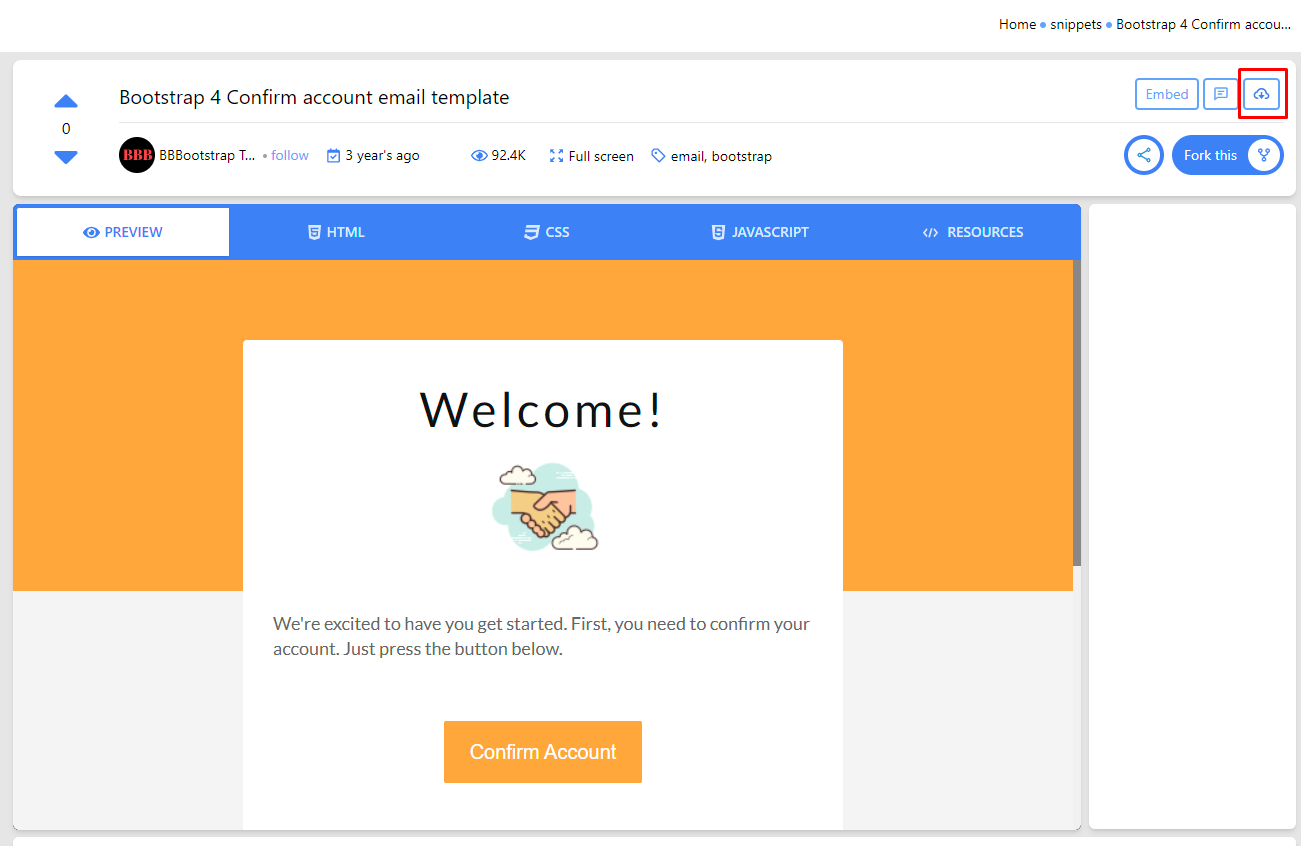 Home • snippets • Bootstrap 4 Confirm accou...
Bootstrap 4 Confirm account email template
Embed
0
BBB BBBootstrap T... • follow 3 year's ago 92.4K Full screen email, bootstrap
Fork this
PREVIEW HTML CSS JAVASCRIPT </> RESOURCES
Welcome!
We're excited to have you get started. First, you need to confirm your
account. Just press the button below.
Confirm Account